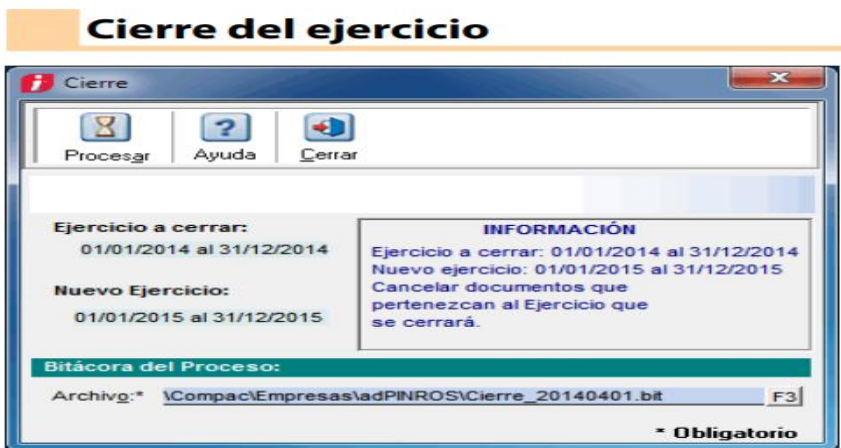 Cierre del ejercicio
Cierre
Procesar
Ayuda
Cerrar
Ejercicio a cerrar:
01/01/2014 al 31/12/2014
Nuevo Ejercicio:
01/01/2015 al 31/12/2015
INFORMACIÓN
Ejercicio a cerrar: 01/01/2014 al 31/12/2014
Nuevo ejercicio: 01/01/2015 al 31/12/2015
Cancelar documentos que
pertenezcan al Ejercicio que
se cerrará.
Bitácora del Proceso:
Archivo:* \Compac\Empresas\adPINROS\Cierre_20140401.bit F3
* Obligatorio